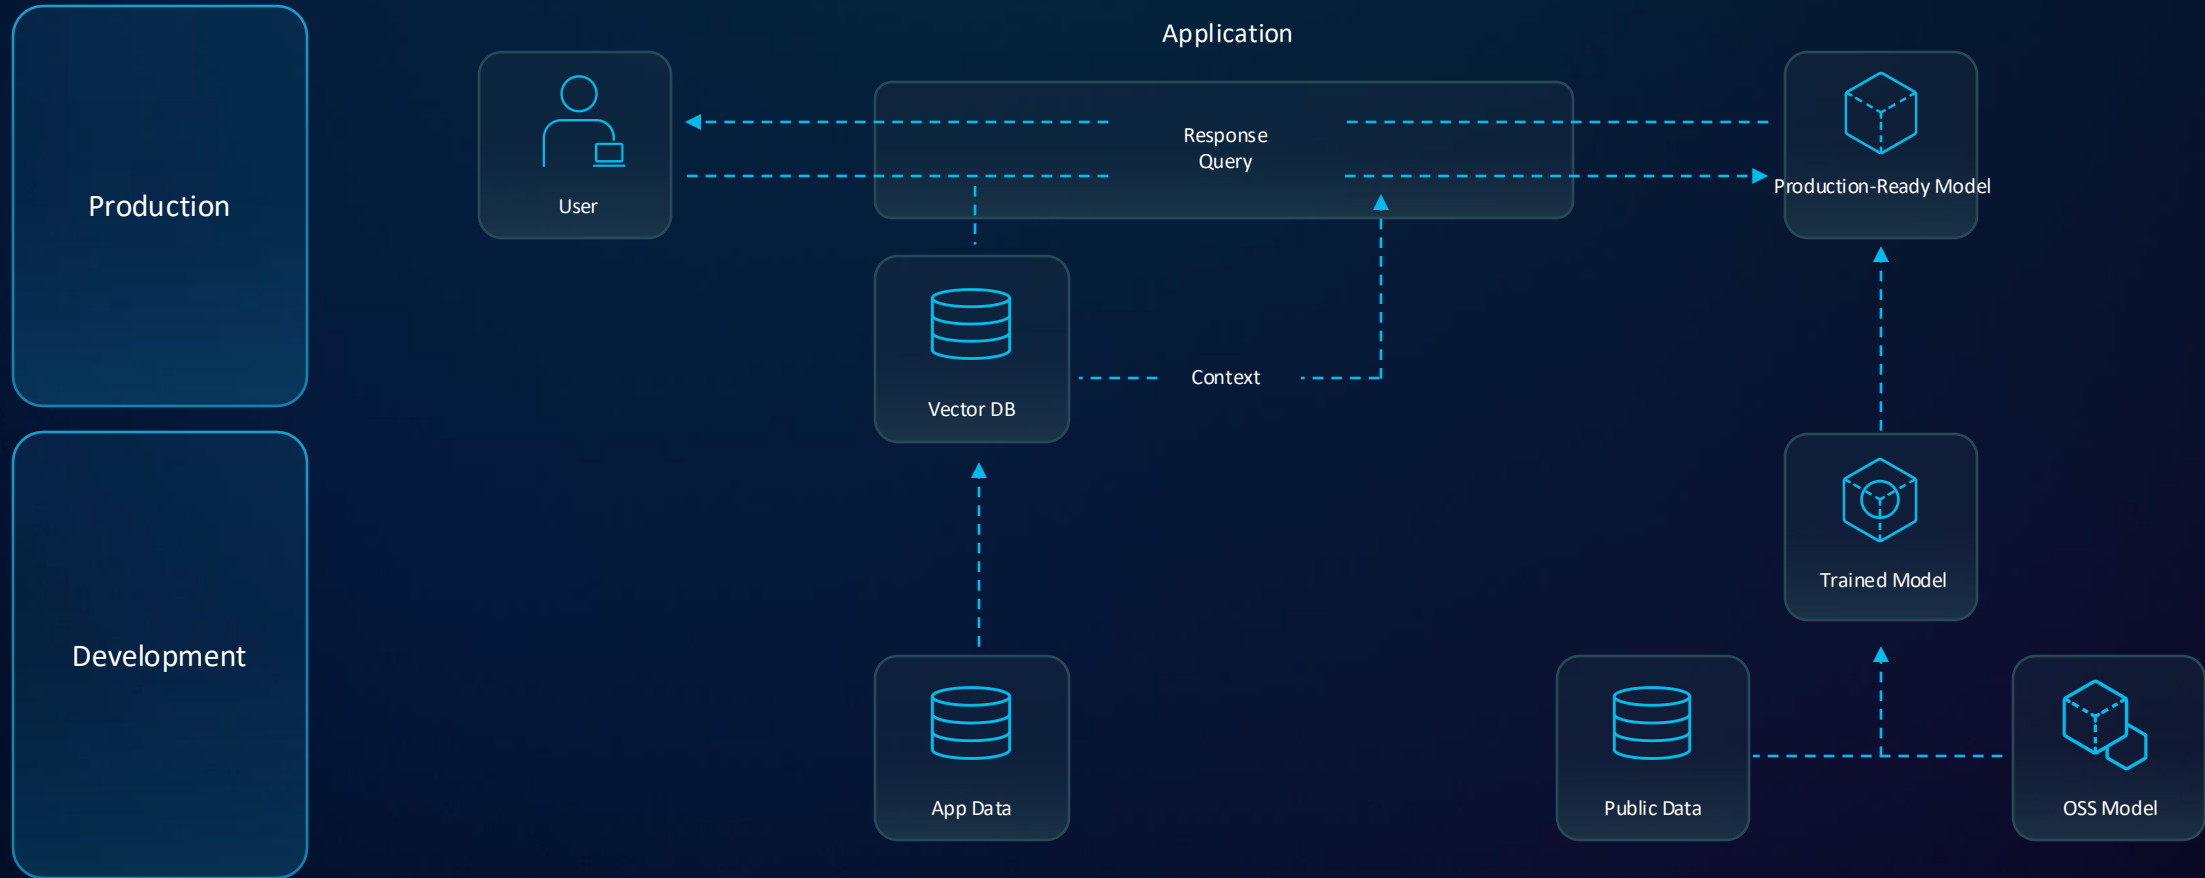 Application
Production
User
Response
Query
Production-Ready Model
Vector DB
Context
Development
Trained Model
App Data
Public Data
OSS Model